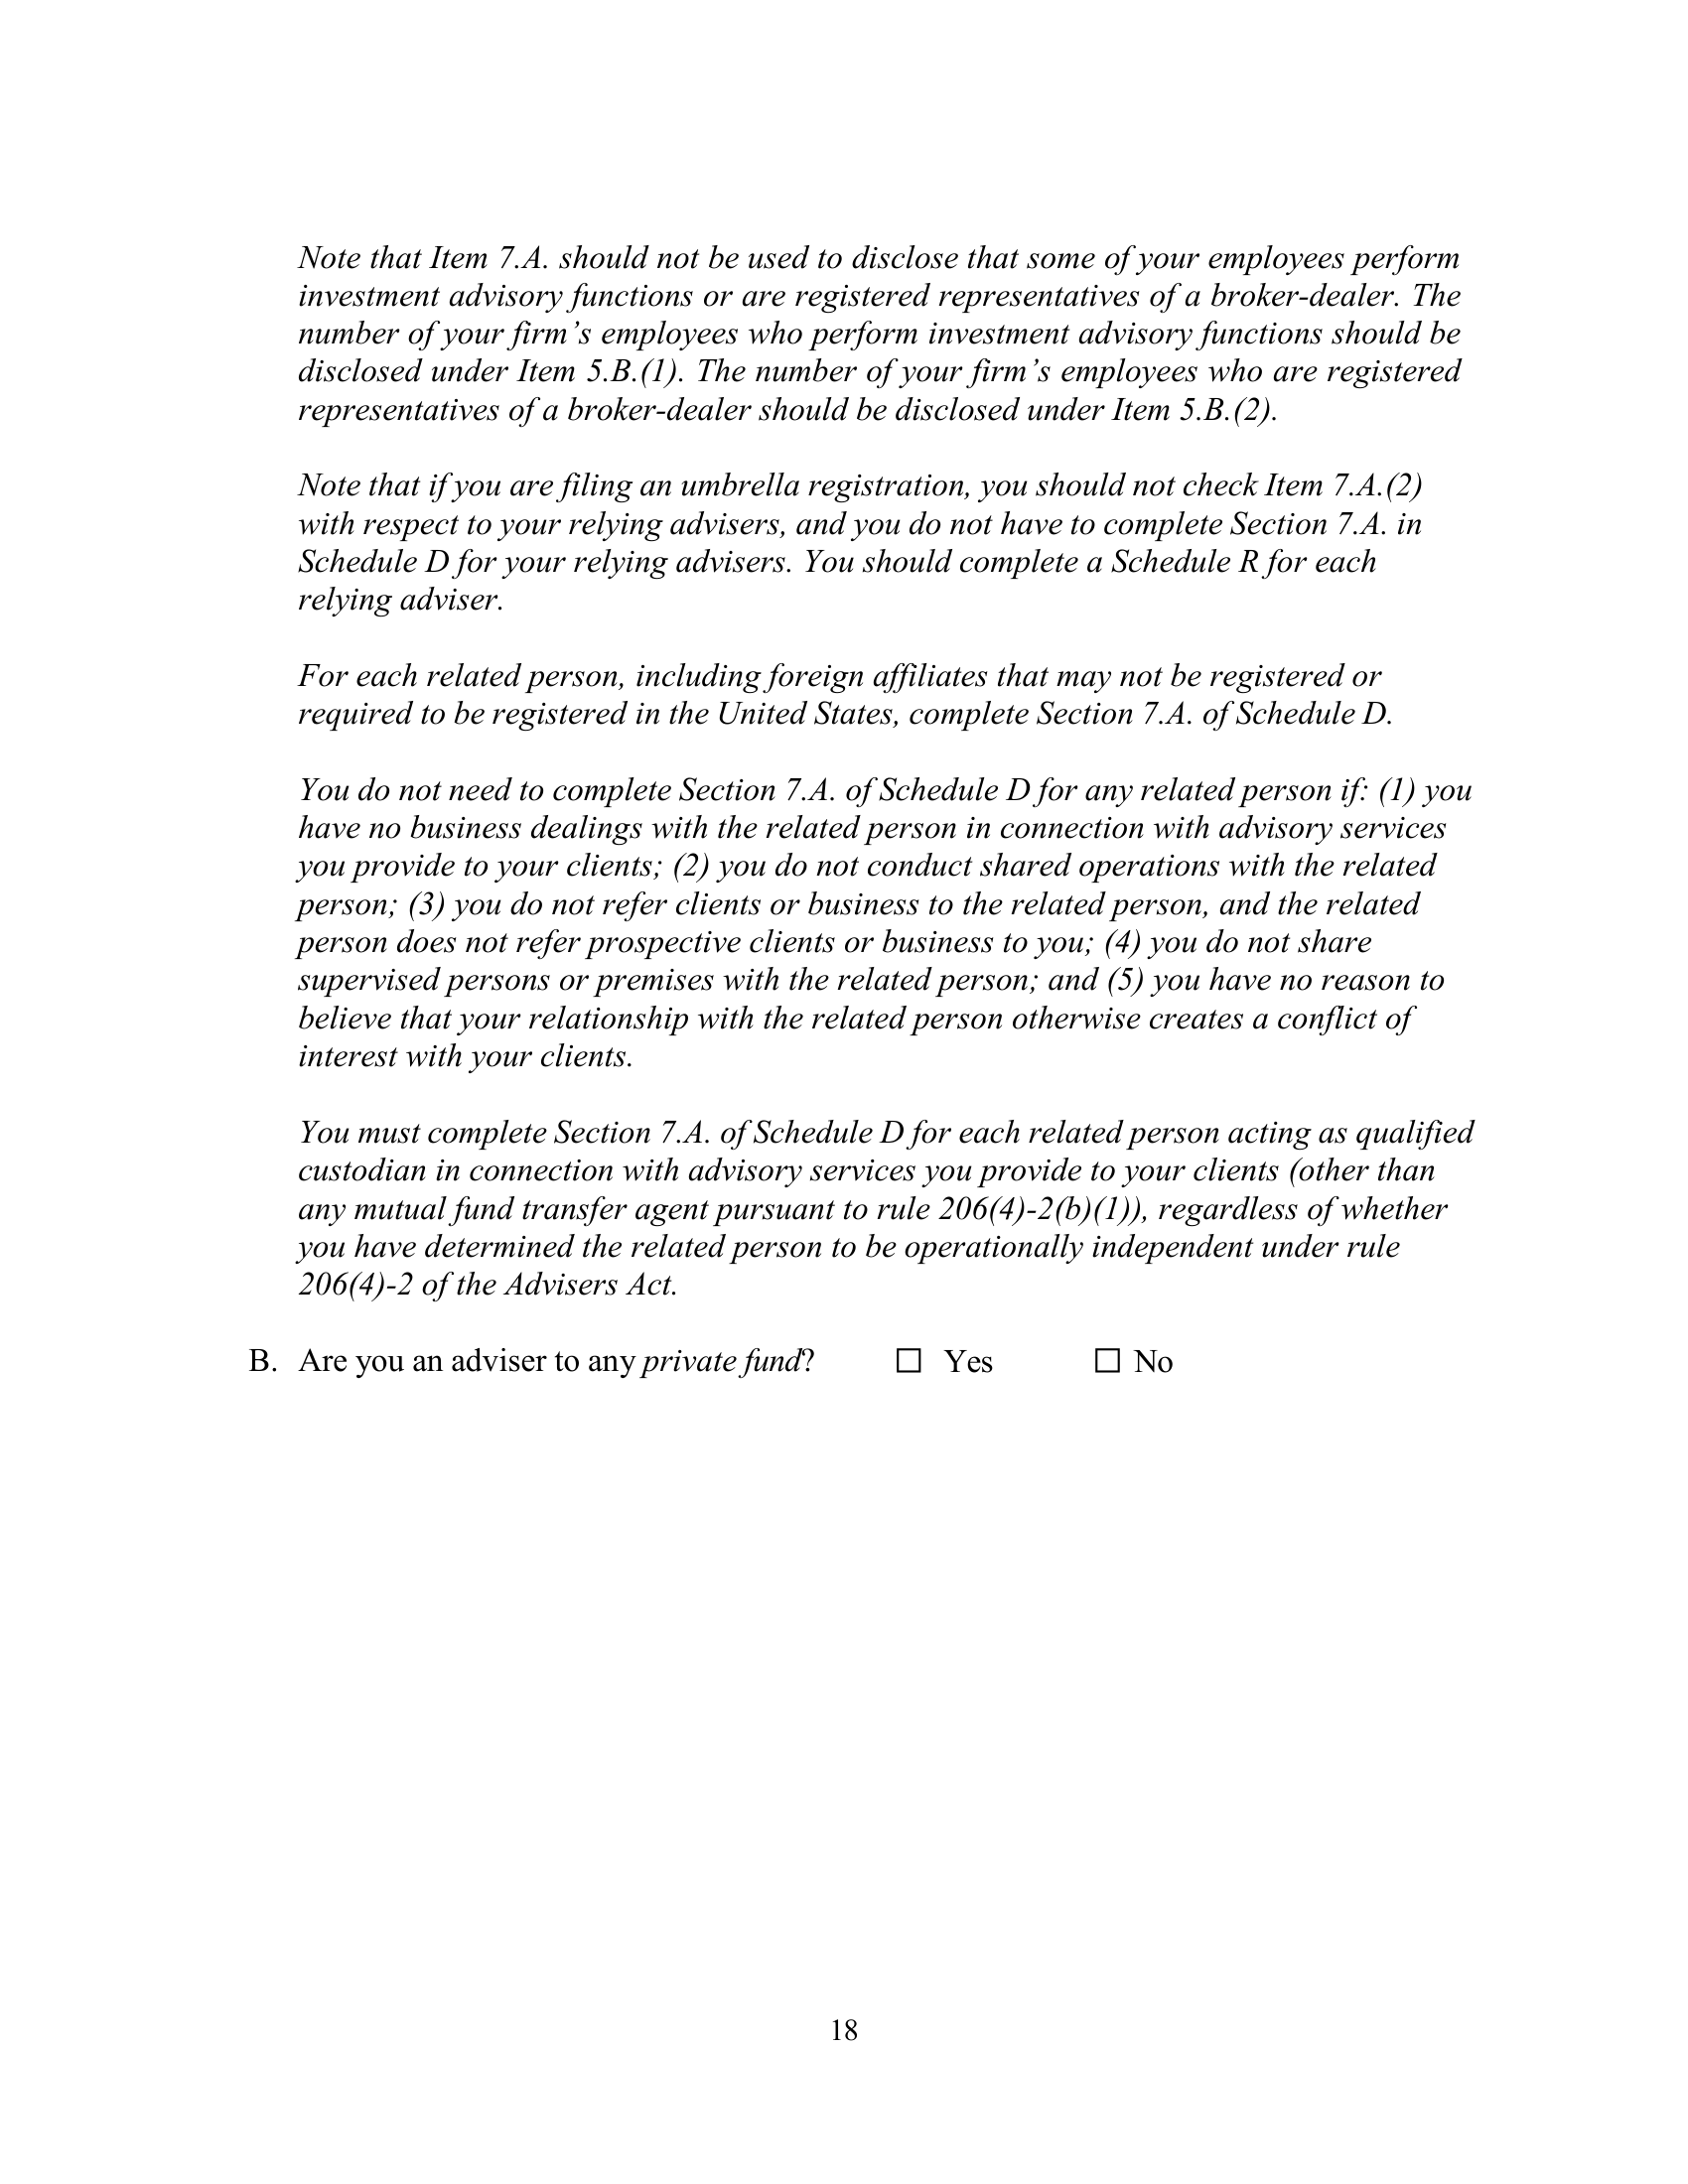 Note that Item 7.A. should not be used to disclose that some of your employees perform
investment advisory functions or are registered representatives of a broker-dealer. The
number of your firm’s employees who perform investment advisory functions should be
disclosed under Item 5.B.(1). The number of your firm’s employees who are registered
representatives of a broker-dealer should be disclosed under Item 5.B.(2).
Note that if you are filing an umbrella registration, you should not check Item 7.A.(2)
with respect to your relying advisers, and you do not have to complete Section 7.A. in
Schedule D for your relying advisers. You should complete a Schedule R for each
relying adviser.
For each related person, including foreign affiliates that may not be registered or
required to be registered in the United States, complete Section 7.A. of Schedule D.
You do not need to complete Section 7.A. of Schedule D for any related person if: (1) you
have no business dealings with the related person in connection with advisory services
you provide to your clients; (2) you do not conduct shared operations with the related
person; (3) you do not refer clients or business to the related person, and the related
person does not refer prospective clients or business to you; (4) you do not share
supervised persons or premises with the related person; and (5) you have no reason to
believe that your relationship with the related person otherwise creates a conflict of
interest with your clients.
You must complete Section 7.A. of Schedule D for each related person acting as qualified
custodian in connection with advisory services you provide to your clients (other than
any mutual fund transfer agent pursuant to rule 206(4)-2(b)(1)), regardless of whether
you have determined the related person to be operationally independent under rule
206(4)-2 of the Advisers Act.
B. Are you an adviser to any private fund? ☐ Yes ☐ No
18